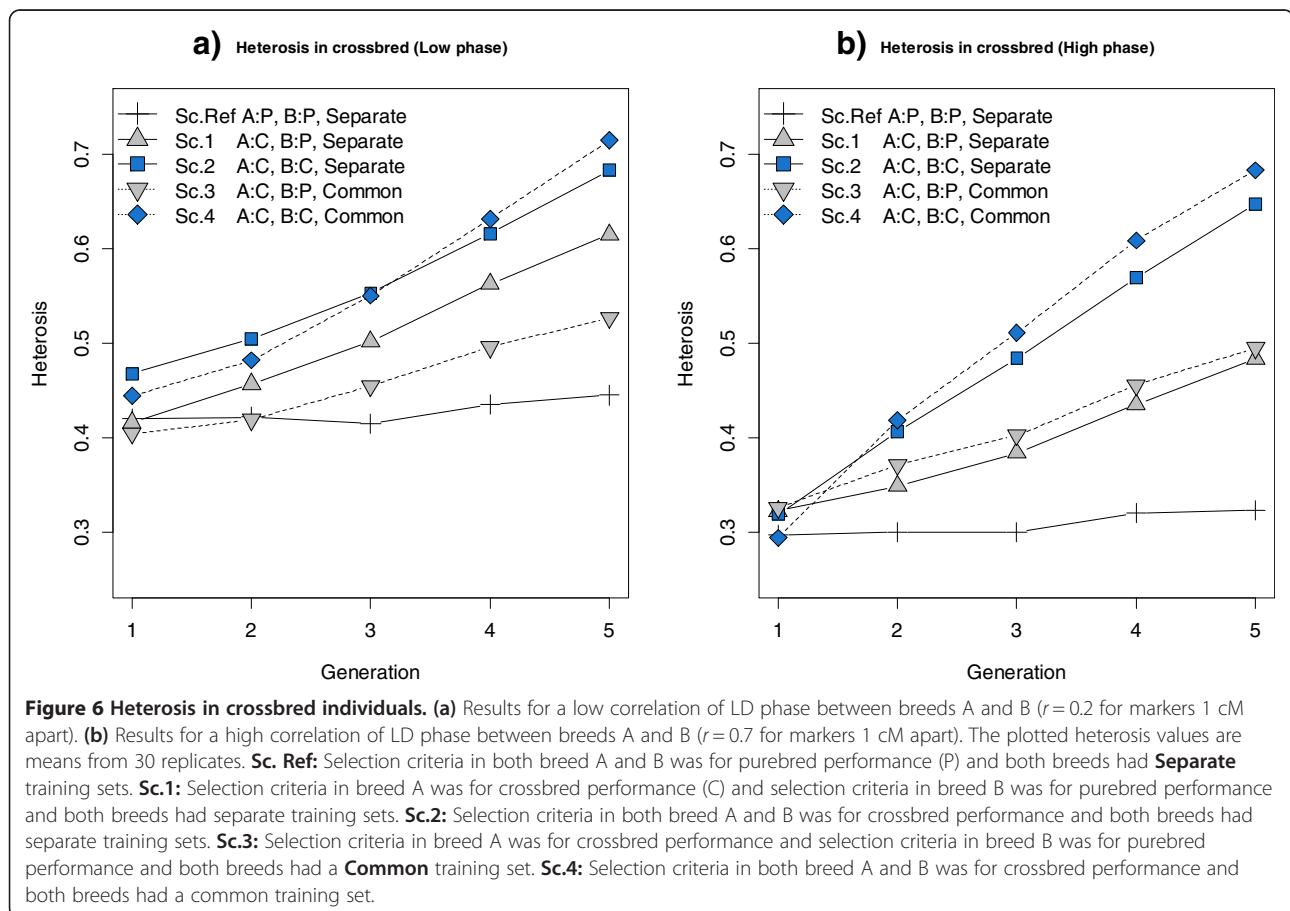 a) Heterosis in crossbred (Low phase)
Sc.Ref A:P, B:P, Separate
Sc.1 A:C, B:P, Separate
Sc.2 A:C, B:C, Separate
Sc.3 A:C, B:P, Common
Sc.4 A:C, B:C, Common
Heterosis
0.7
0.6
0.5
0.4
0.3
1 2 3 4 5
Generation
b) Heterosis in crossbred (High phase)
Sc.Ref A:P, B:P, Separate
Sc.1 A:C, B:P, Separate
Sc.2 A:C, B:C, Separate
Sc.3 A:C, B:P, Common
Sc.4 A:C, B:C, Common
Heterosis
0.7
0.6
0.5
0.4
0.3
1 2 3 4 5
Generation
Figure 6 Heterosis in crossbred individuals. (a) Results for a low correlation of LD phase between breeds A and B (r = 0.2 for markers 1 cM
apart). (b) Results for a high correlation of LD phase between breeds A and B (r = 0.7 for markers 1 cM apart). The plotted heterosis values are
means from 30 replicates. Sc. Ref: Selection criteria in both breed A and B was for purebred performance (P) and both breeds had Separate
training sets. Sc.1: Selection criteria in breed A was for crossbred performance (C) and selection criteria in breed B was for purebred performance
and both breeds had separate training sets. Sc.2: Selection criteria in both breed A and B was for crossbred performance and both breeds had
separate training sets. Sc.3: Selection criteria in breed A was for crossbred performance and selection criteria in breed B was for purebred
performance and both breeds had a Common training set. Sc.4: Selection criteria in both breed A and B was for crossbred performance and
both breeds had a common training set.